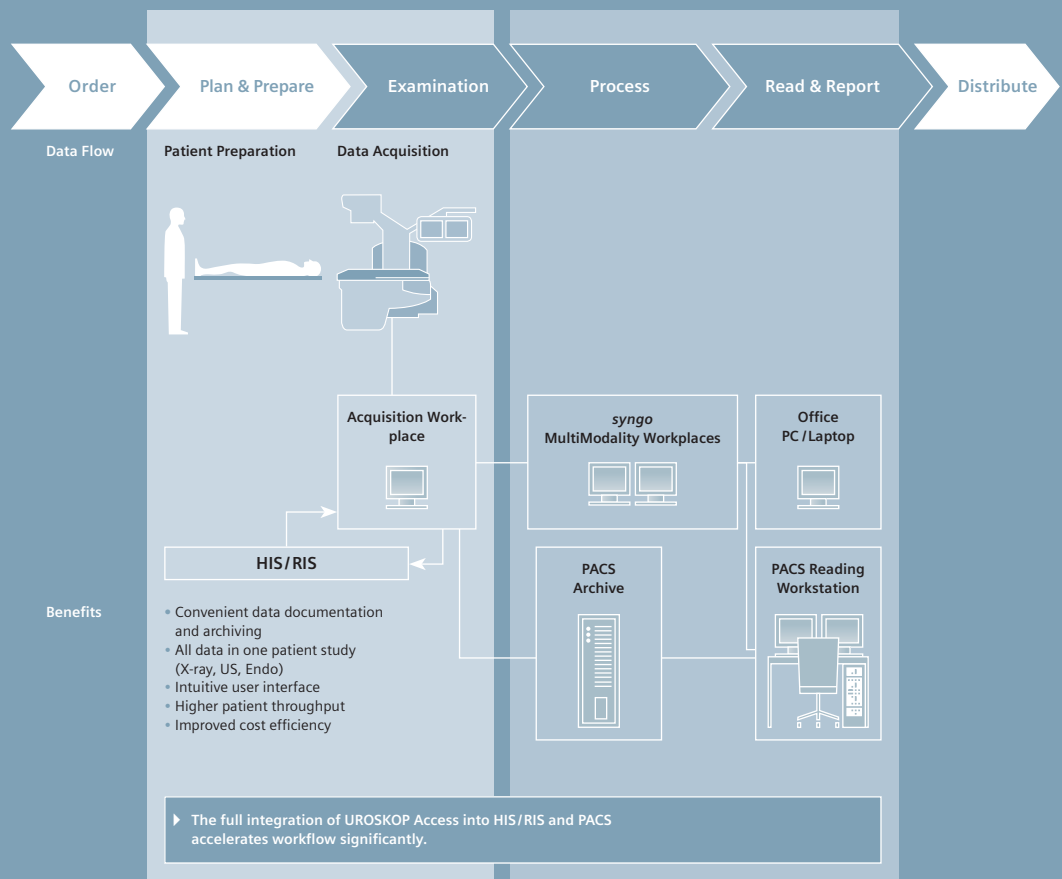 Order
Plan & Prepare
Examination
Process
Read & Report
Distribute
Data Flow
Patient Preparation
Data Acquisition
Acquisition Work-
place
syngo
MultiModality Workplaces
Office
PC / Laptop
HIS / RIS
PACS
Archive
PACS Reading
Workstation
Benefits
• Convenient data documentation
and archiving
• All data in one patient study
(X-ray, US, Endo)
• Intuitive user interface
• Higher patient throughput
• Improved cost efficiency
The full integration of UROSKOP Access into HIS / RIS and PACS
accelerates workflow significantly.